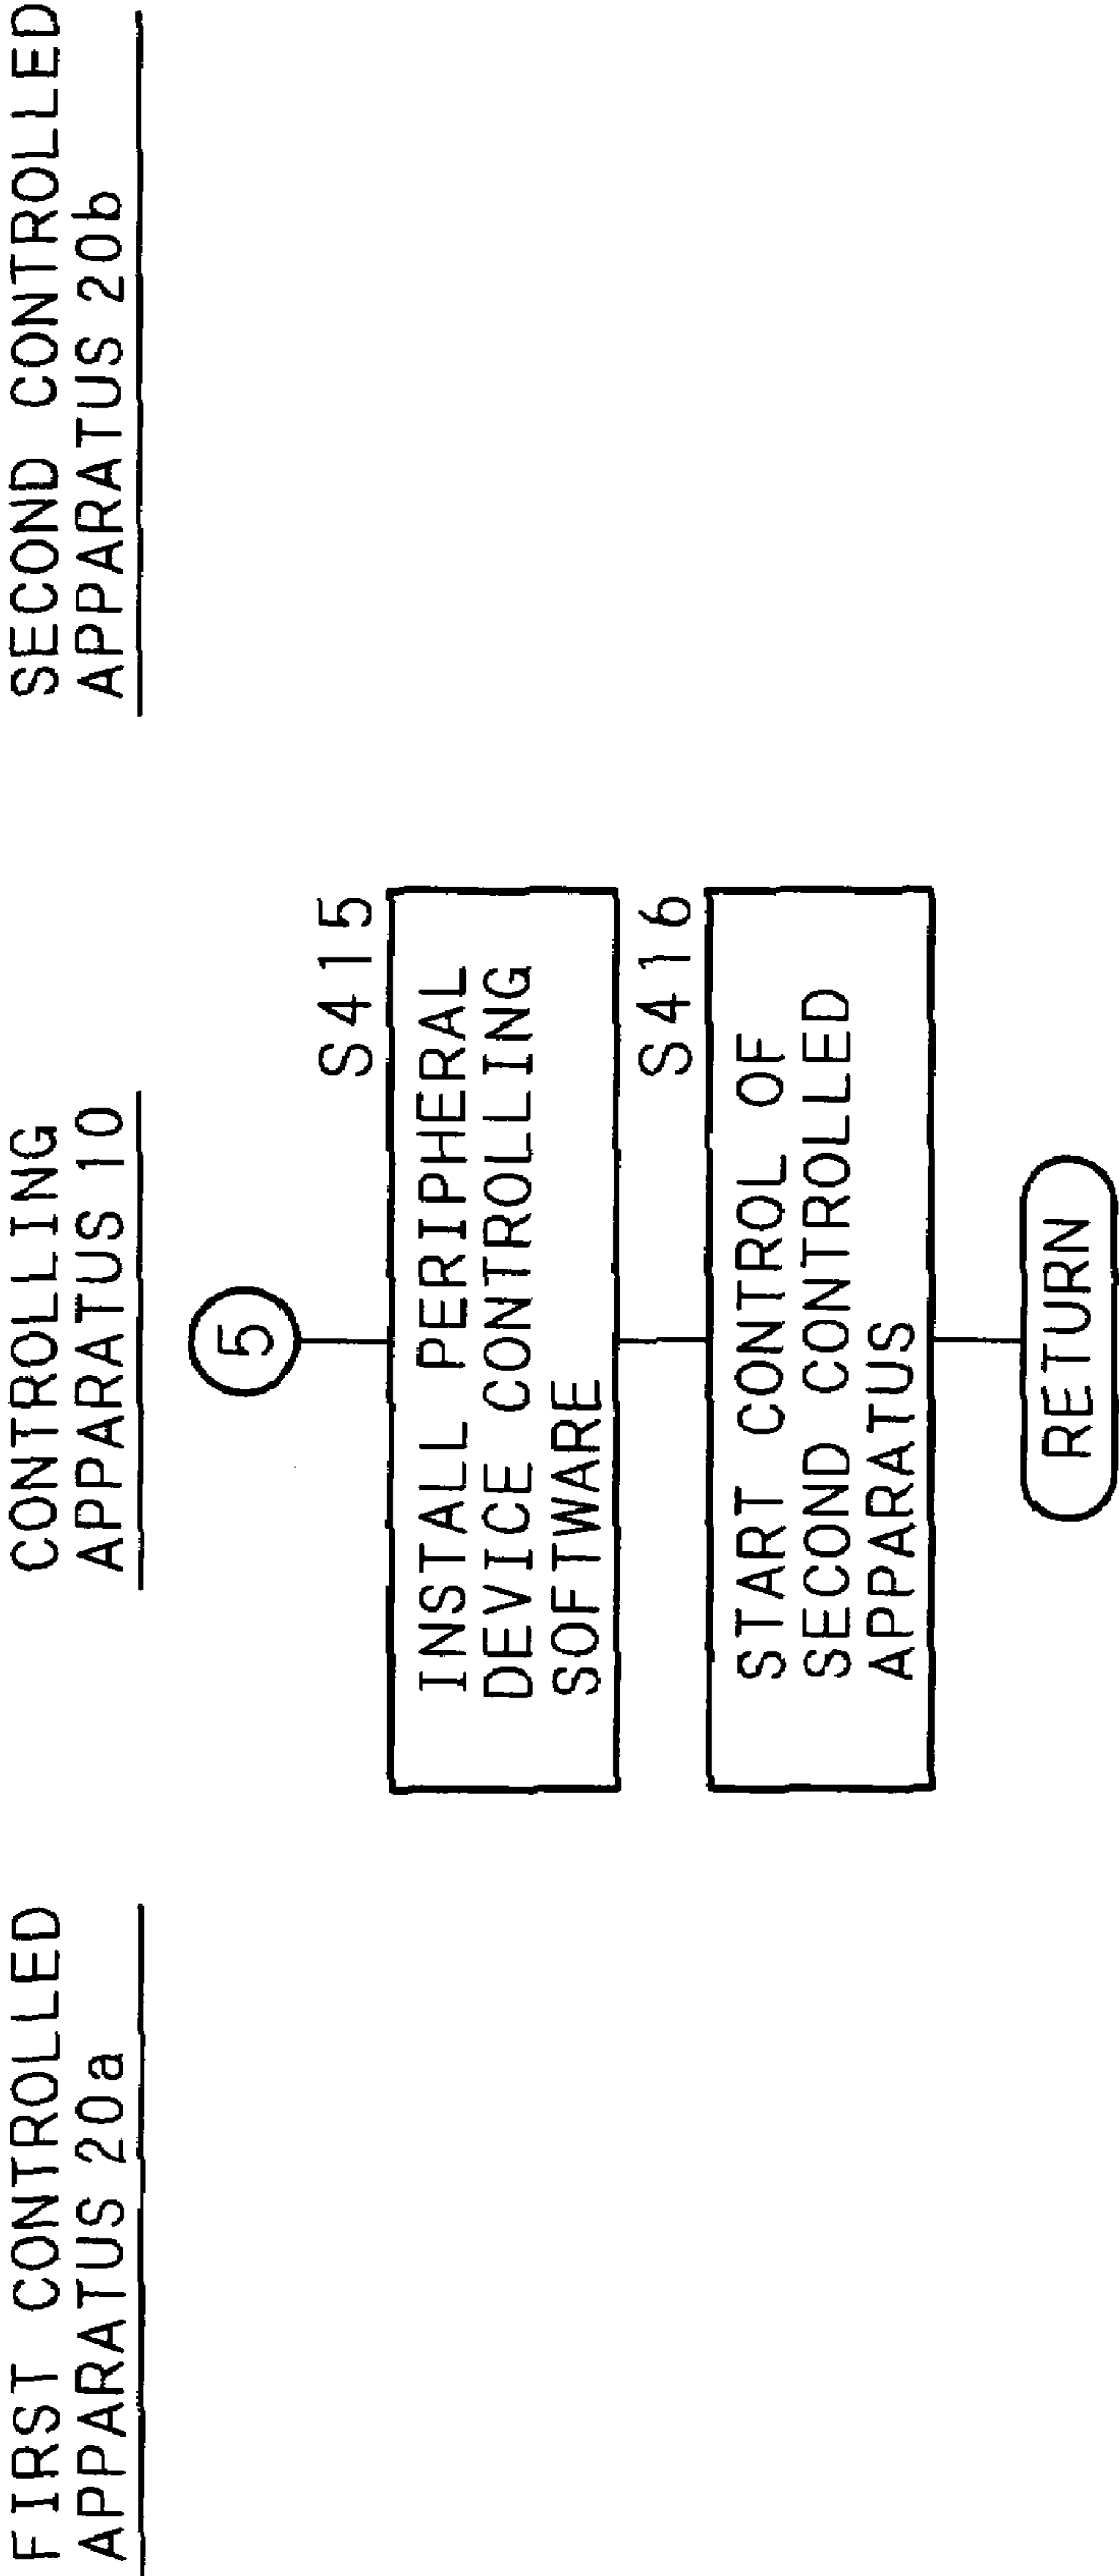 FIRST CONTROLLED
APPARATUS 20a
CONTROLLING
APPARATUS 10
SECOND CONTROLLED
APPARATUS 20b
5
S415
INSTALL PERIPHERAL
DEVICE CONTROLLING
SOFTWARE
S416
START CONTROL OF
SECOND CONTROLLED
APPARATUS
RETURN